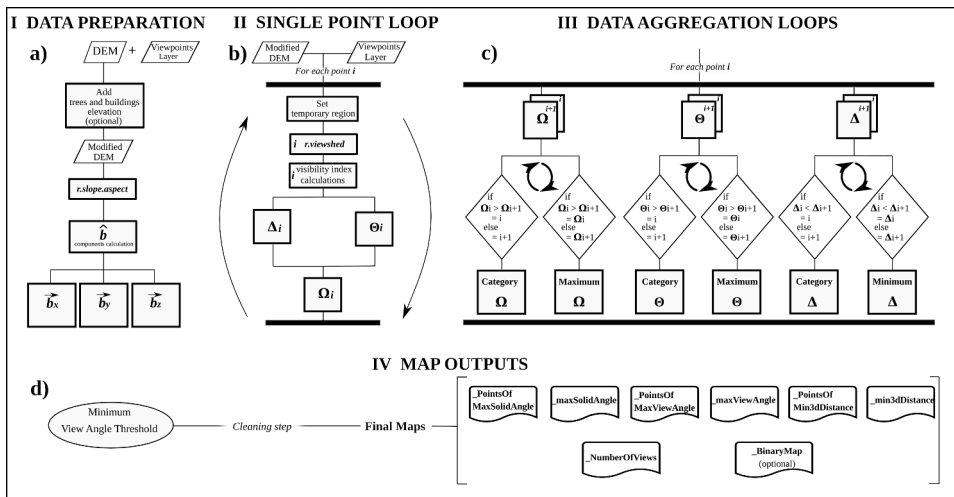 I DATA PREPARATION
II SINGLE POINT LOOP
III DATA AGGREGATION LOOPS
a)
DEM
+
Viewpoints
Layer
Add
trees and buildings
elevation
(optional)
Modified
DEM
r.slope.aspect
b̂
components calculation
b⃗x
b⃗y
b⃗z
b)
Modified
DEM
Viewpoints
Layer
For each point i
Set
temporary region
i r.viewshed
i visibility index
calculations
Δi
Θi
Ωi
c)
For each point i
i
i+1
Ω
i
i+1
Θ
i
i+1
Δ
if
Ωi > Ωi+1
= i
else
= i+1
if
Ωi > Ωi+1
= Ωi
else
= Ωi+1
if
Θi > Θi+1
= i
else
= i+1
if
Θi > Θi+1
= Θi
else
= Θi+1
if
Δi < Δi+1
= i
else
= i+1
if
Δi < Δi+1
= Δi
else
= Δi+1
Category
Ω
Maximum
Ω
Category
Θ
Maximum
Θ
Category
Δ
Minimum
Δ
IV MAP OUTPUTS
d)
Minimum
View Angle Threshold
Cleaning step
Final Maps
_PointsOf
MaxSolidAngle
_maxSolidAngle
_PointsOf
MaxViewAngle
_maxViewAngle
_PointsOf
Min3dDistance
_min3dDistance
_NumberOfViews
_BinaryMap
(optional)